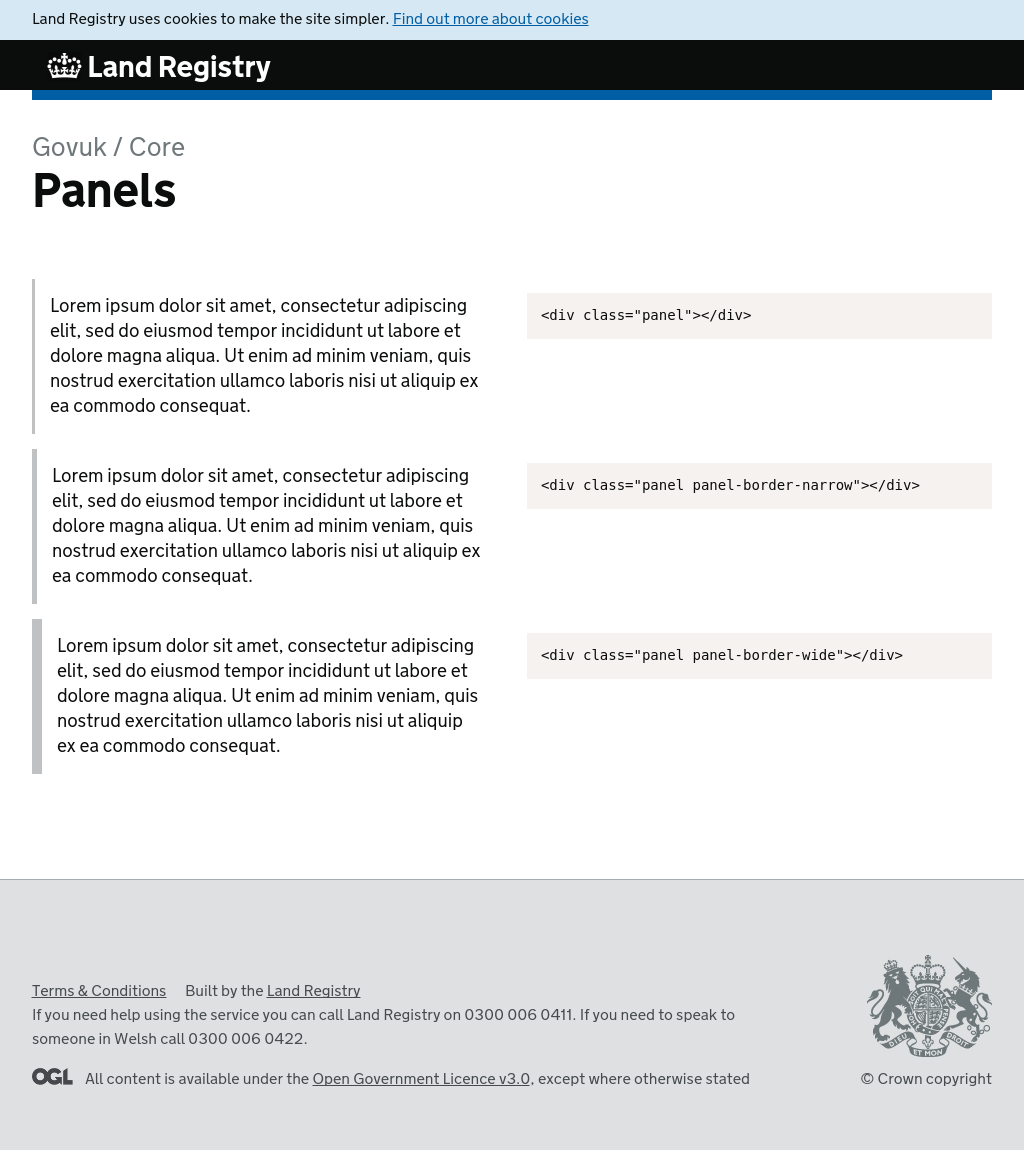 Land Registry uses cookies to make the site simpler. Find out more about cookies
Land Registry
Govuk / Core
Panels
Lorem ipsum dolor sit amet, consectetur adipiscing
elit, sed do eiusmod tempor incididunt ut labore et
dolore magna aliqua. Ut enim ad minim veniam, quis
nostrud exercitation ullamco laboris nisi ut aliquip ex
ea commodo consequat.
<div class="panel"></div>
Lorem ipsum dolor sit amet, consectetur adipiscing
elit, sed do eiusmod tempor incididunt ut labore et
dolore magna aliqua. Ut enim ad minim veniam, quis
nostrud exercitation ullamco laboris nisi ut aliquip ex
ea commodo consequat.
<div class="panel panel-border-narrow"></div>
Lorem ipsum dolor sit amet, consectetur adipiscing
elit, sed do eiusmod tempor incididunt ut labore et
dolore magna aliqua. Ut enim ad minim veniam, quis
nostrud exercitation ullamco laboris nisi ut aliquip
ex ea commodo consequat.
<div class="panel panel-border-wide"></div>
Terms & Conditions Built by the Land Registry
If you need help using the service you can call Land Registry on 0300 006 0411. If you need to speak to
someone in Welsh call 0300 006 0422.
DIEU ET MON DROIT
OGL All content is available under the Open Government Licence v3.0, except where otherwise stated
© Crown copyright